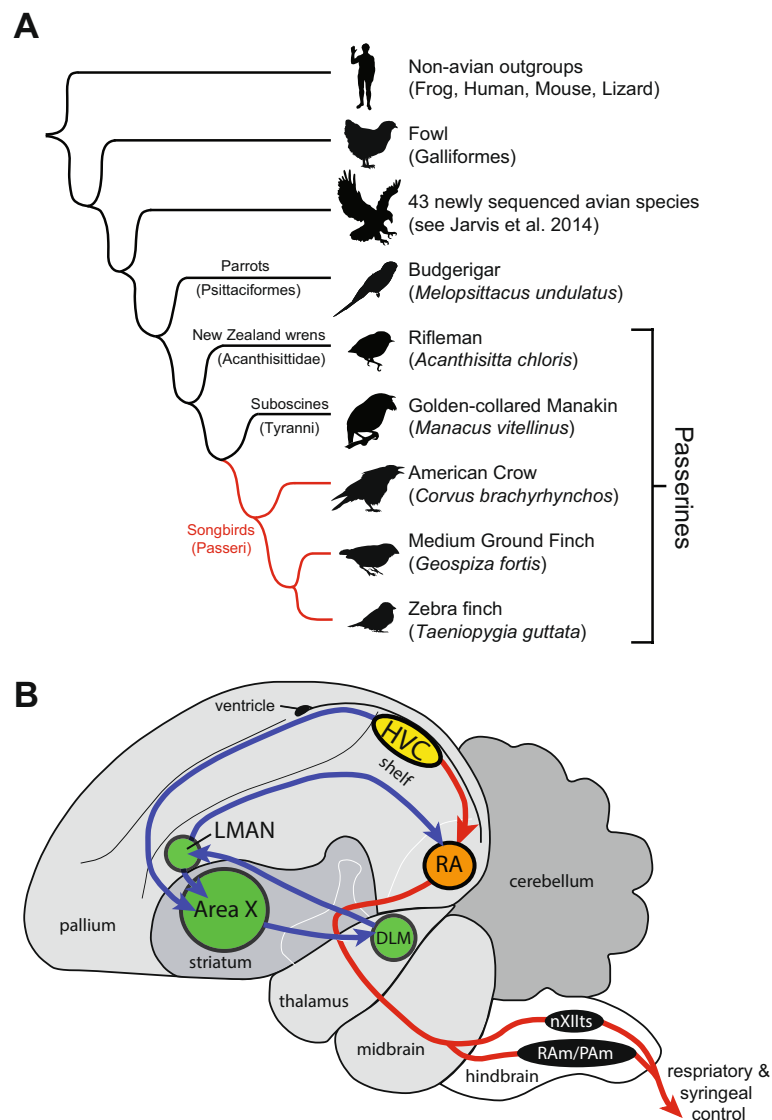 A
Non-avian outgroups
(Frog, Human, Mouse, Lizard)
Fowl
(Galliformes)
43 newly sequenced avian species
(see Jarvis et al. 2014)
Parrots
(Psittaciformes)
Budgerigar
(Melopsittacus undulatus)
New Zealand wrens
(Acanthisittidae)
Rifleman
(Acanthisitta chloris)
Suboscines
(Tyranni)
Golden-collared Manakin
(Manacus vitellinus)
American Crow
(Corvus brachyrhynchos)
Songbirds
(Passeri)
Medium Ground Finch
(Geospiza fortis)
Zebra finch
(Taeniopygia guttata)
Passerines
B
ventricle
HVC
shelf
LMAN
RA
Area X
cerebellum
pallium
DLM
striatum
thalamus
midbrain
nXIIts
RAm/PAm
hindbrain
respriatory &
syringeal
control